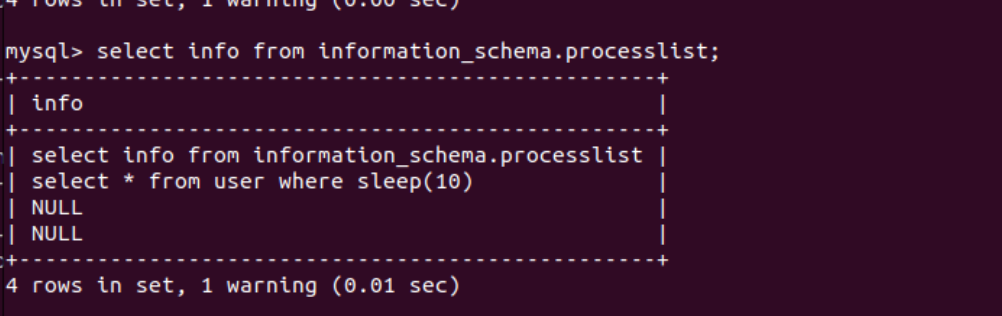 4 rows in set, 1 warning (0.00 sec)
mysql> select info from information_schema.processlist;
+--------------------------------------------------+
| info                                             |
+--------------------------------------------------+
| select info from information_schema.processlist |
| select * from user where sleep(10)              |
| NULL                                             |
| NULL                                             |
+--------------------------------------------------+
4 rows in set, 1 warning (0.01 sec)